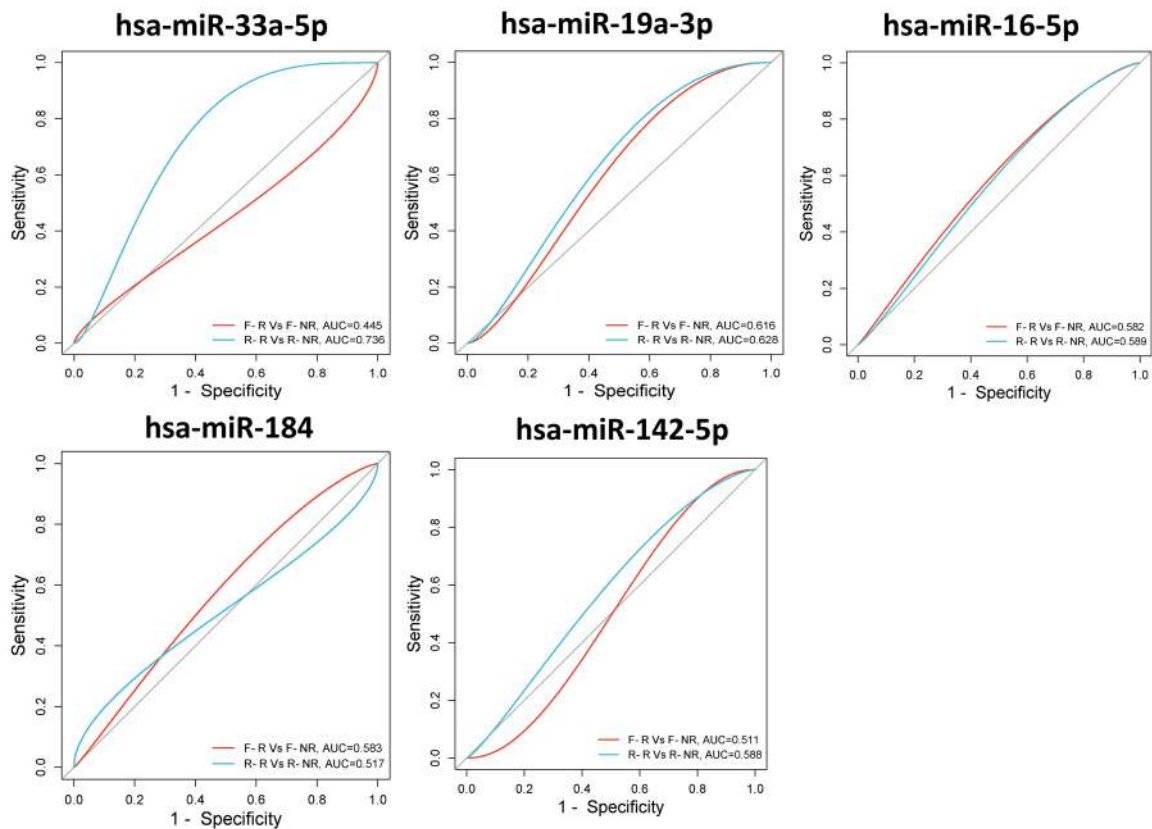 hsa-miR-33a-5p
Sensitivity
0.0 0.2 0.4 0.6 0.8 1.0
F- R Vs F- NR, AUC=0.445
R- R Vs R- NR, AUC=0.736
0.0 0.2 0.4 0.6 0.8 1.0
1 - Specificity
hsa-miR-19a-3p
Sensitivity
0.0 0.2 0.4 0.6 0.8 1.0
F- R Vs F- NR, AUC=0.616
R- R Vs R- NR, AUC=0.628
0.0 0.2 0.4 0.6 0.8 1.0
1 - Specificity
hsa-miR-16-5p
Sensitivity
0.0 0.2 0.4 0.6 0.8 1.0
F- R Vs F- NR, AUC=0.582
R- R Vs R- NR, AUC=0.589
0.0 0.2 0.4 0.6 0.8 1.0
1 - Specificity
hsa-miR-184
Sensitivity
0.0 0.2 0.4 0.6 0.8 1.0
F- R Vs F- NR, AUC=0.583
R- R Vs R- NR, AUC=0.517
0.0 0.2 0.4 0.6 0.8 1.0
1 - Specificity
hsa-miR-142-5p
Sensitivity
0.0 0.2 0.4 0.6 0.8 1.0
F- R Vs F- NR, AUC=0.511
R- R Vs R- NR, AUC=0.588
0.0 0.2 0.4 0.6 0.8 1.0
1 - Specificity